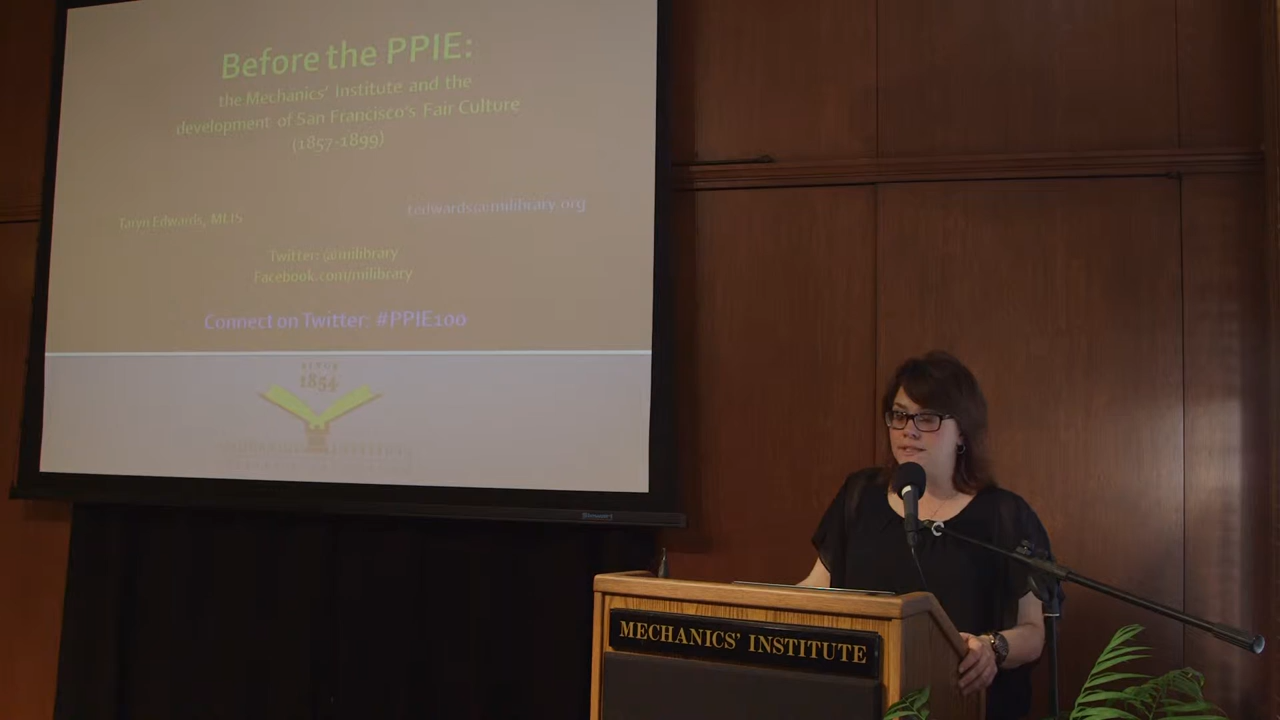 Before the PPIE:
the Mechanics' Institute and the
development of San Francisco's Fair Culture
(1857-1899)
Taryn Edwards, MLIS
tedwards@milibrary.org
Twitter: @milibrary
Facebook.com/milibrary
Connect on Twitter: #PPIE100
SINCE
1854
MECHANICS' INSTITUTE